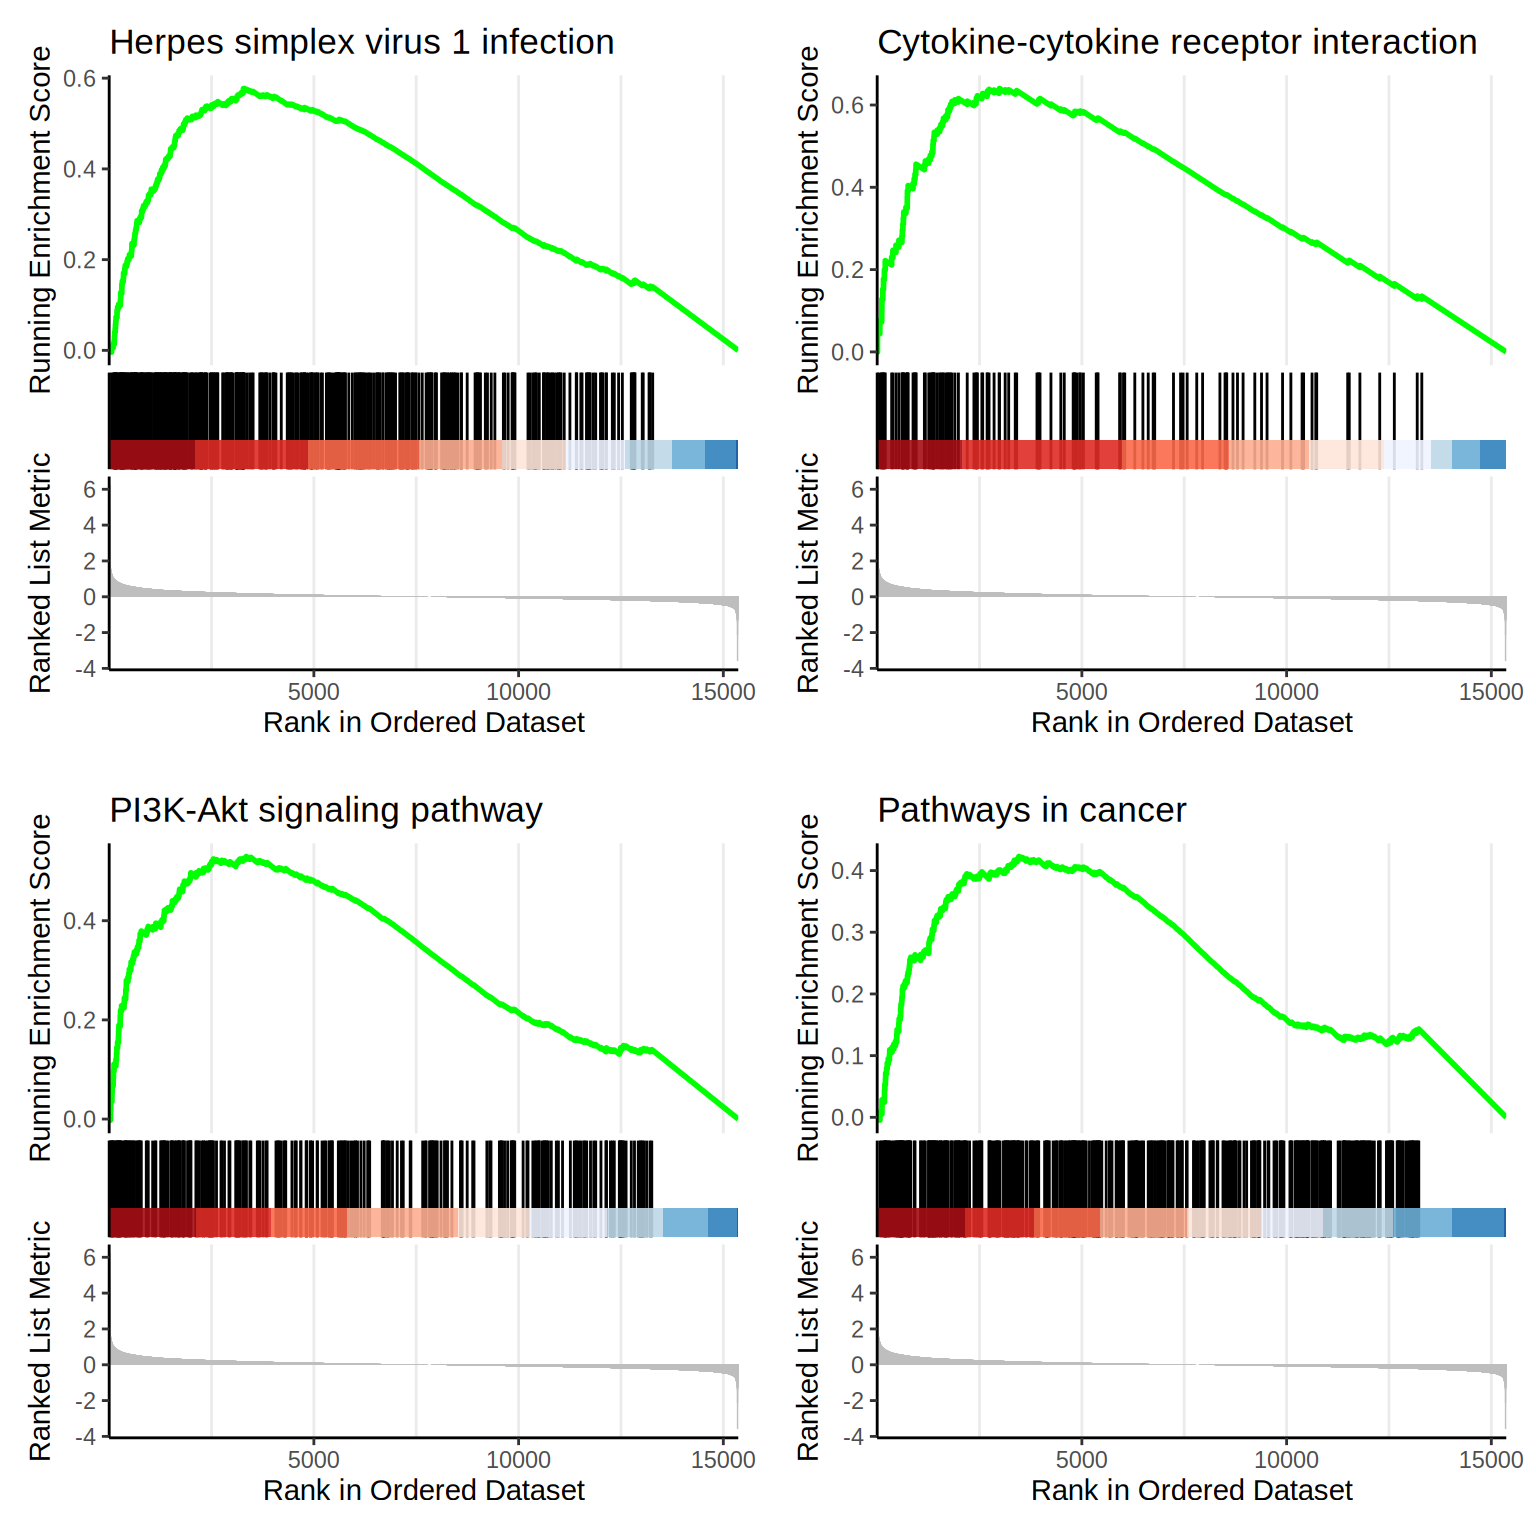 Herpes simplex virus 1 infection
Running Enrichment Score
0.6
0.4
0.2
0.0
Ranked List Metric
6
4
2
0
-2
-4
5000 10000 15000
Rank in Ordered Dataset
Cytokine-cytokine receptor interaction
Running Enrichment Score
0.6
0.4
0.2
0.0
Ranked List Metric
6
4
2
0
-2
-4
5000 10000 15000
Rank in Ordered Dataset
PI3K-Akt signaling pathway
Running Enrichment Score
0.4
0.2
0.0
Ranked List Metric
6
4
2
0
-2
-4
5000 10000 15000
Rank in Ordered Dataset
Pathways in cancer
Running Enrichment Score
0.4
0.3
0.2
0.1
0.0
Ranked List Metric
6
4
2
0
-2
-4
5000 10000 15000
Rank in Ordered Dataset